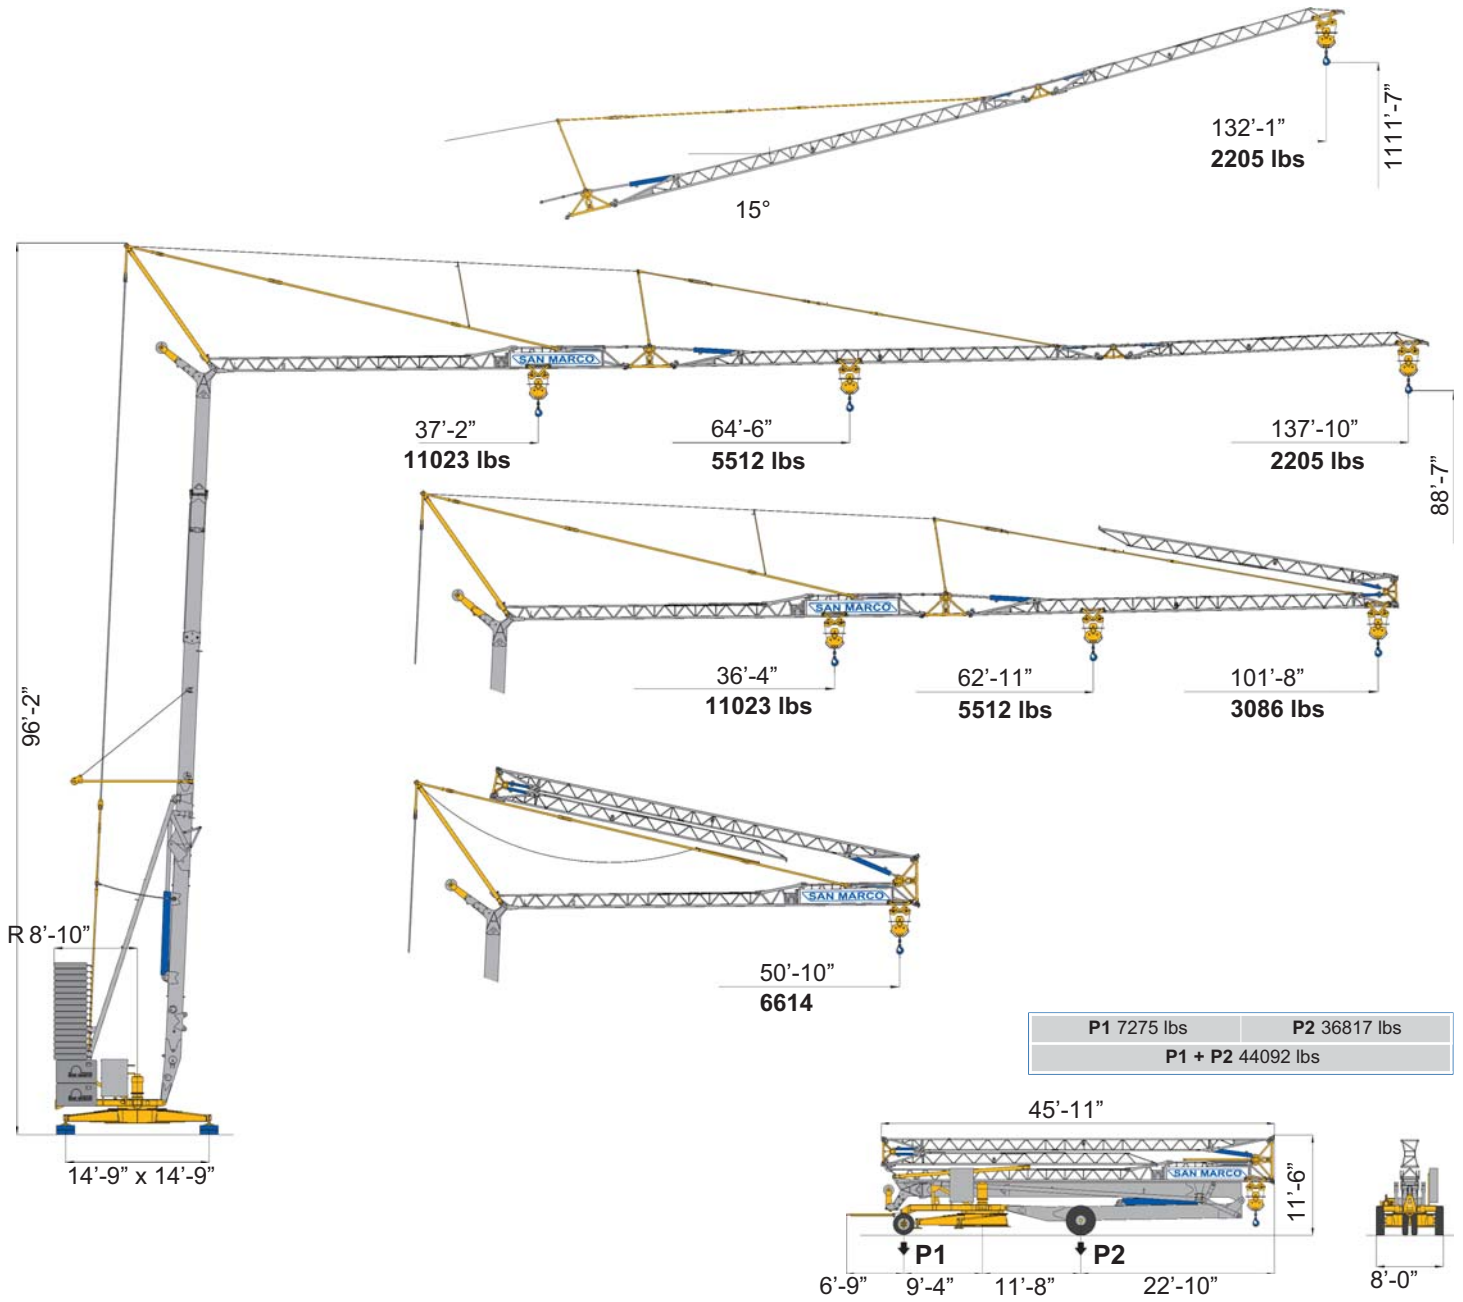 132’-1”
2205 lbs
1111’-7”
15°
SAN MARCO
37’-2”
11023 lbs
64’-6”
5512 lbs
137’-10”
2205 lbs
88’-7”
96’-2”
SAN MARCO
36’-4”
11023 lbs
62’-11”
5512 lbs
101’-8”
3086 lbs
SAN MARCO
50’-10”
6614
R 8’-10”
14’-9” x 14’-9”
P1 7275 lbs P2 36817 lbs
P1 + P2 44092 lbs
45’-11”
SAN MARCO
11’-6”
P1 P2
6’-9” 9’-4” 11’-8” 22’-10” 8’-0”